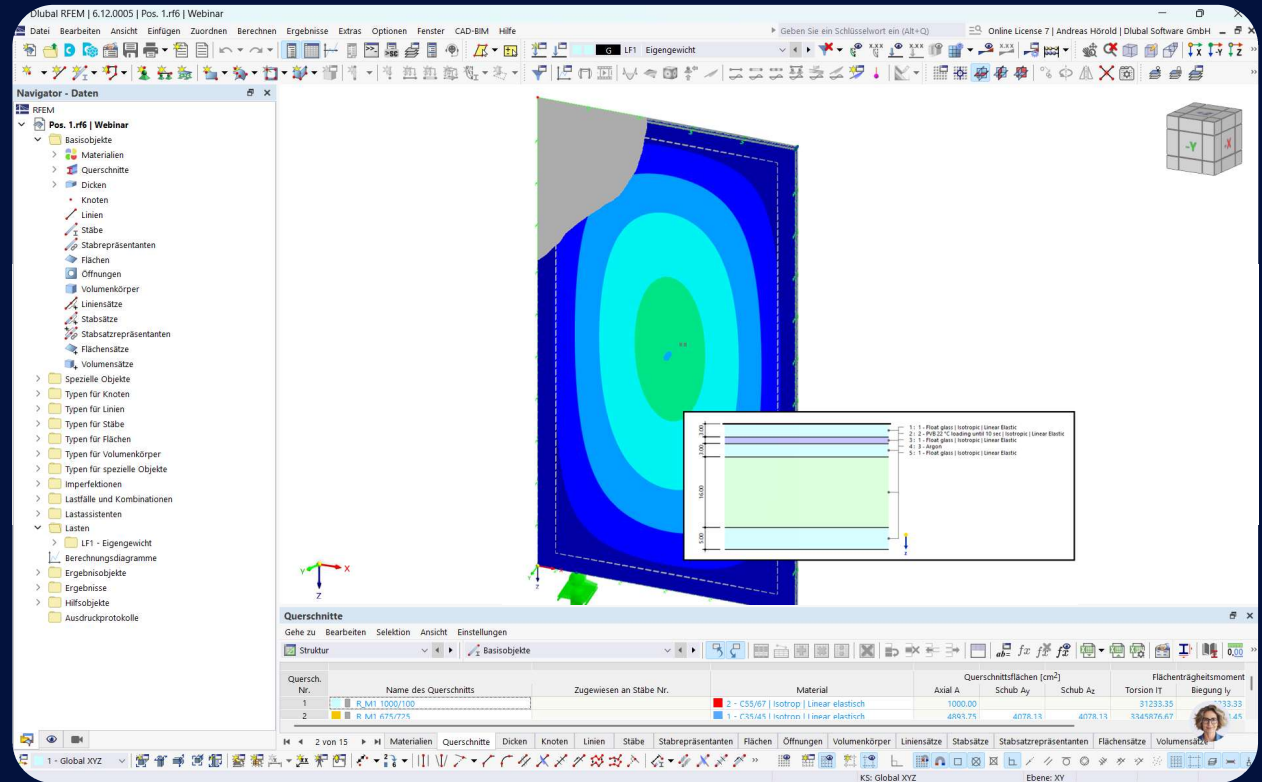 Dlubal RFEM | 6.12.0005 | Pos. 1.rf6 | Webinar
Datei Bearbeiten Ansicht Einfügen Zuordnen Berechnen Ergebnisse Extras Optionen Fenster CAD-BIM Hilfe
Geben Sie ein Schlüsselwort ein (Alt+Q)
Online License 7 | Andreas Hörold | Dlubal Software GmbH
G LF1 Eigengewicht
Navigator - Daten
RFEM
Pos. 1.rf6 | Webinar
Basisobjekte
Materialien
Querschnitte
Dicken
Knoten
Linien
Stäbe
Stabrepräsentanten
Flächen
Öffnungen
Volumenkörper
Liniensätze
Stabsätze
Stabsatzrepräsentanten
Flächensätze
Volumensätze
Spezielle Objekte
Typen für Knoten
Typen für Linien
Typen für Stäbe
Typen für Flächen
Typen für Volumenkörper
Typen für spezielle Objekte
Imperfektionen
Lastfälle und Kombinationen
Lastassistenten
Lasten
LF1 - Eigengewicht
Berechnungsdiagramme
Ergebnisobjekte
Ergebnisse
Hilfsobjekte
Ausdruckprotokolle
-Y
-X
1: 1 - Float glass | Isotropic | Linear Elastic
2: 2 - PVB 22 °C loading until 10 sec | Isotropic | Linear Elastic
3: 1 - Float glass | Isotropic | Linear Elastic
4: 3 - Argon
5: 1 - Float glass | Isotropic | Linear Elastic
3.00
16.00
5.00
z
Y X
Z
Querschnitte
Gehe zu Bearbeiten Selektion Ansicht Einstellungen
Struktur
Basisobjekte
Quersch. Nr.
Name des Querschnitts
Zugewiesen an Stäbe Nr.
Material
Querschnittsflächen [cm²]
Axial A
Schub Ay
Schub Az
Flächenträgheitsmoment
Torsion IT
Biegung Iy
1 R_M1 1000/100 2 - C55/67 | Isotrop | Linear elastisch 1000.00 31233.35
2 R_M1 675/725 1 - C35/45 | Isotrop | Linear elastisch 4893.75 4078.13 4078.13 3345876.67
2 von 15 Materialien Querschnitte Dicken Knoten Linien Stäbe Stabrepräsentanten Flächen Öffnungen Volumenkörper Liniensätze Stabsätze Stabsatzrepräsentanten Flächensätze Volumensätze
1 - Global XYZ
KS: Global XYZ
Ebene: XY